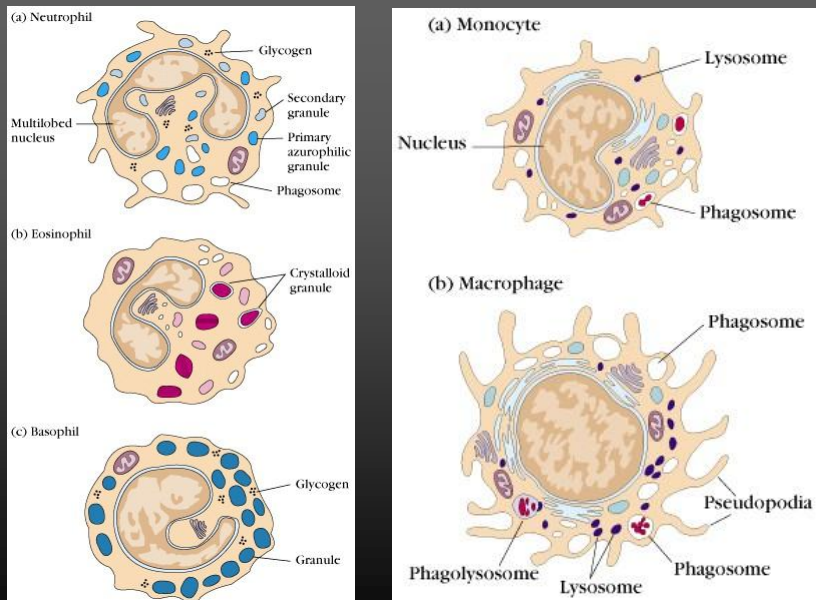 (a) Neutrophil
Glycogen
Secondary
granule
Multilobed
nucleus
Primary
azurophilic
granule
Phagosome
(b) Eosinophil
Crystalloid
granule
(c) Basophil
Glycogen
Granule
(a) Monocyte
Lysosome
Nucleus
Phagosome
(b) Macrophage
Phagosome
Pseudopodia
Phagosome
Phagolysosome
Lysosome